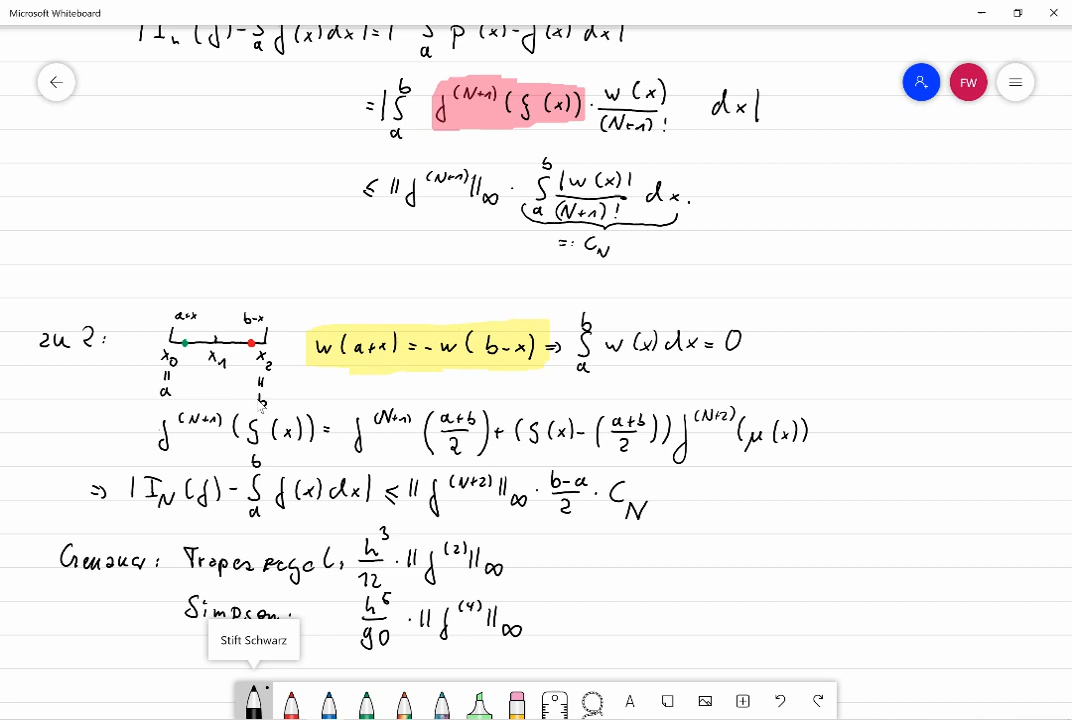 Microsoft Whiteboard
| I_n (f) - ∫_a f(x) dx | = | ∫_a p (x) - f(x) dx |
FW
= | ∫_a^b f^(N+1) (ξ(x)) · w(x) / (N+1)! dx |
≤ || f^(N+1) ||_∞ · ∫_a^b |w(x)| / (N+1)! dx.
=: C_N
zu 2:
a+x b-x
x_0 x_1 x_2
= a = b
w(a+x) = -w(b-x) ⇒ ∫_a^b w(x) dx = 0
f^(N+1) (ξ(x)) = f^(N+1) (a+b / 2) + (ξ(x) - (a+b / 2)) f^(N+2) (μ(x))
⇒ | I_N (f) - ∫_a^b f(x) dx | ≤ || f^(N+2) ||_∞ · b-a / 2 · C_N
Genauer: Trapezregel, h^3 / 12 · || f^(2) ||_∞
Simpson: h^5 / 90 · || f^(4) ||_∞
Stift Schwarz
A